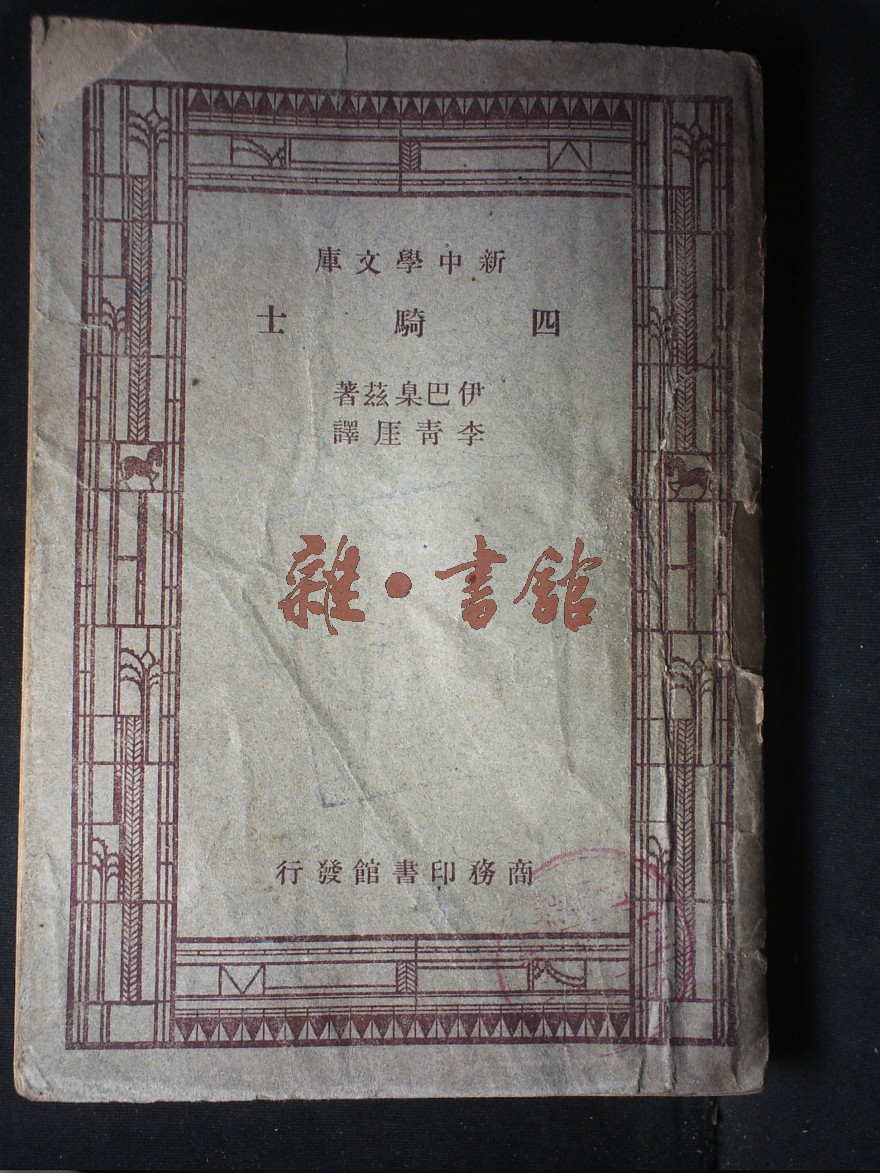 新中學文庫
四騎士
伊巴臬茲著
李青厓譯
雜·書館
商務印書館發行